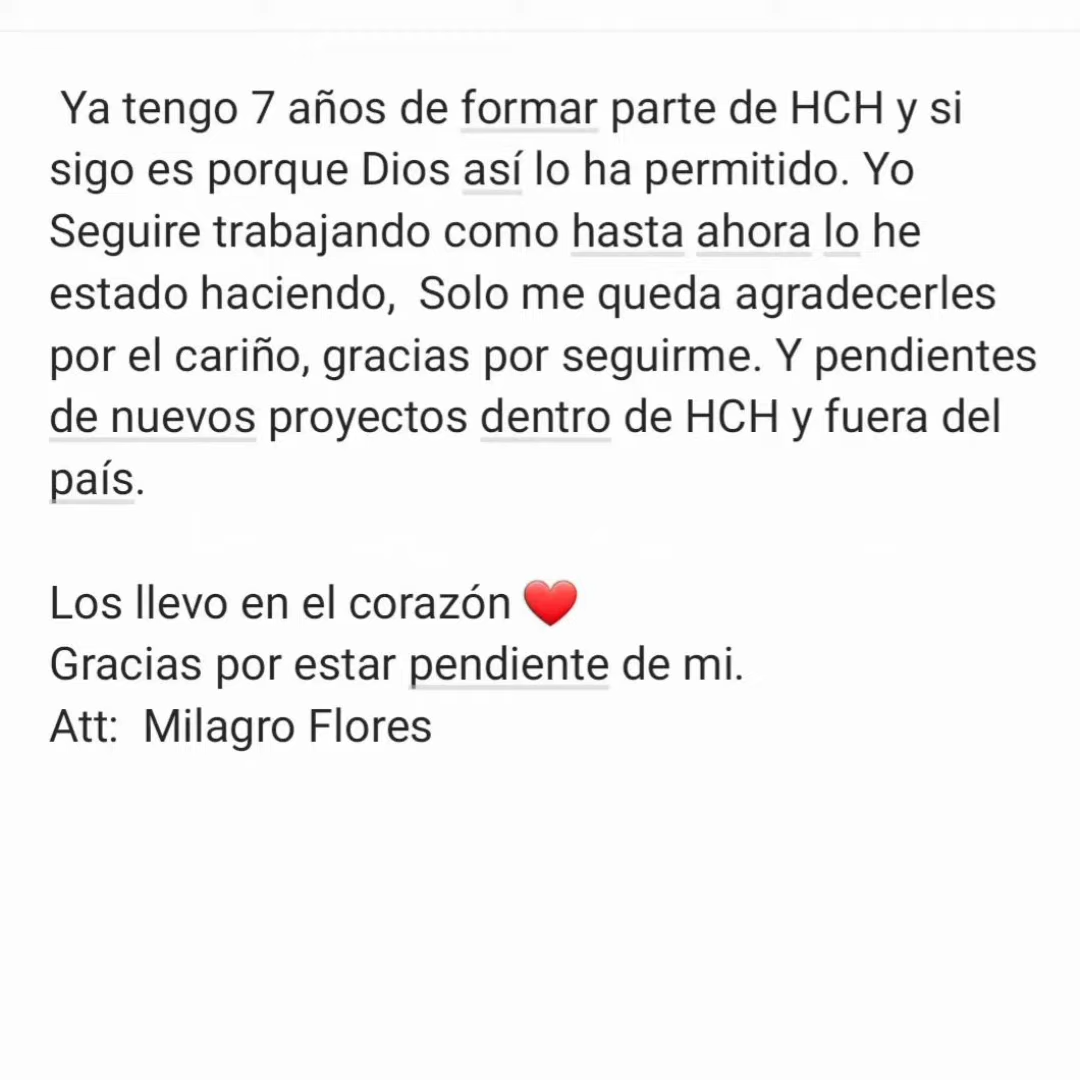 Ya tengo 7 años de formar parte de HCH y si
sigo es porque Dios así lo ha permitido. Yo
Seguire trabajando como hasta ahora lo he
estado haciendo,  Solo me queda agradecerles
por el cariño, gracias por seguirme. Y pendientes
de nuevos proyectos dentro de HCH y fuera del
país.
Los llevo en el corazón ❤️
Gracias por estar pendiente de mi.
Att:  Milagro Flores